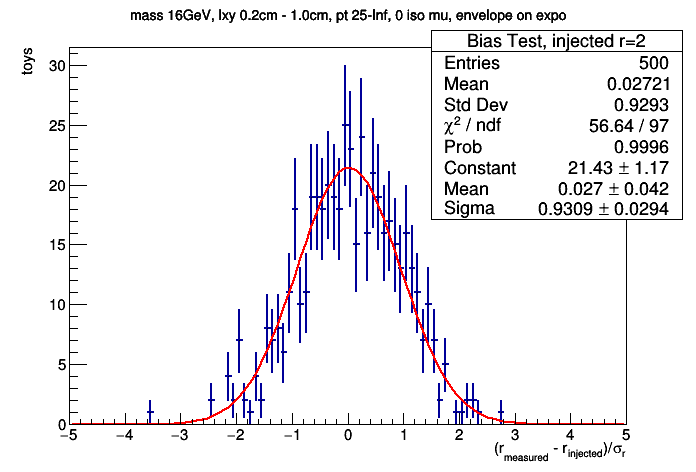 mass 16GeV, lxy 0.2cm - 1.0cm, pt 25-Inf, 0 iso mu, envelope on expo
toys
Bias Test, injected r=2
Entries 500
Mean 0.02721
Std Dev 0.9293
χ² / ndf 56.64 / 97
Prob 0.9996
Constant 21.43 ± 1.17
Mean 0.027 ± 0.042
Sigma 0.9309 ± 0.0294
30
25
20
15
10
5
0
−5 −4 −3 −2 −1 0 1 2 3 4 5
(r_measured - r_injected)/σ_r